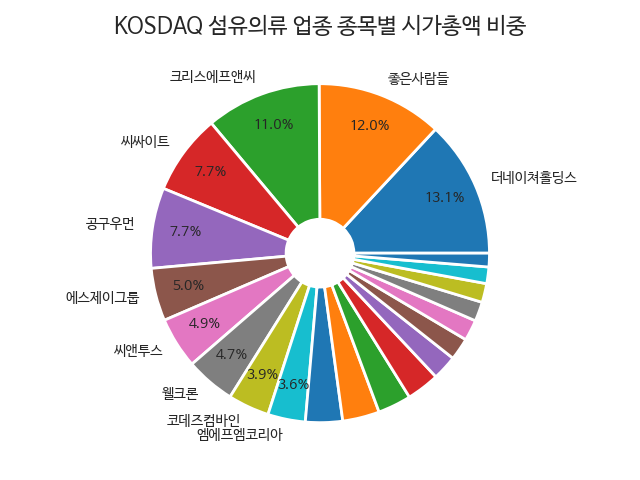 KOSDAQ 섬유의류 업종 종목별 시가총액 비중
크리스에프앤씨
좋은사람들
11.0%
12.0%
씨싸이트
7.7%
더네이쳐홀딩스
13.1%
공구우먼
7.7%
에스제이그룹
5.0%
씨앤투스
4.9%
웰크론
4.7%
코데즈컴바인
3.9%
엠에프엠코리아
3.6%